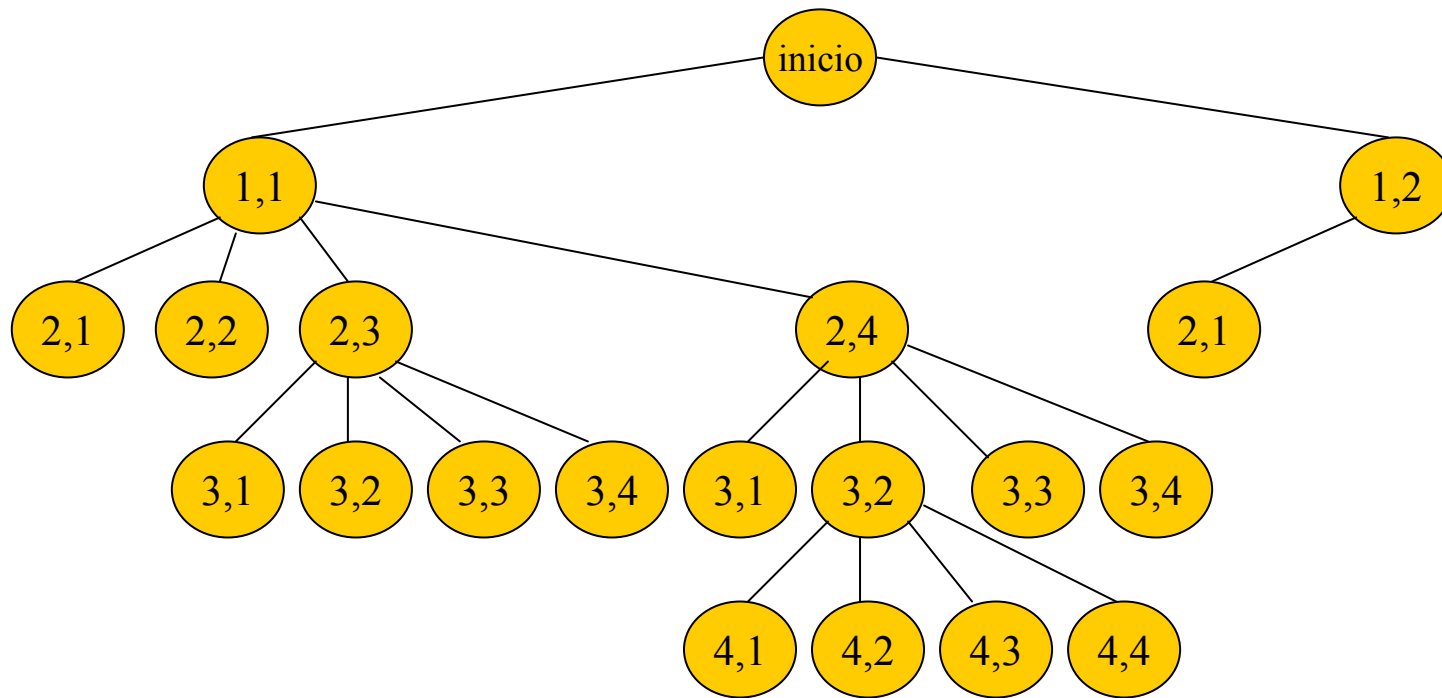 inicio
1,1 1,2
2,1 2,2 2,3 2,4 2,1
3,1 3,2 3,3 3,4 3,1 3,2 3,3 3,4
4,1 4,2 4,3 4,4